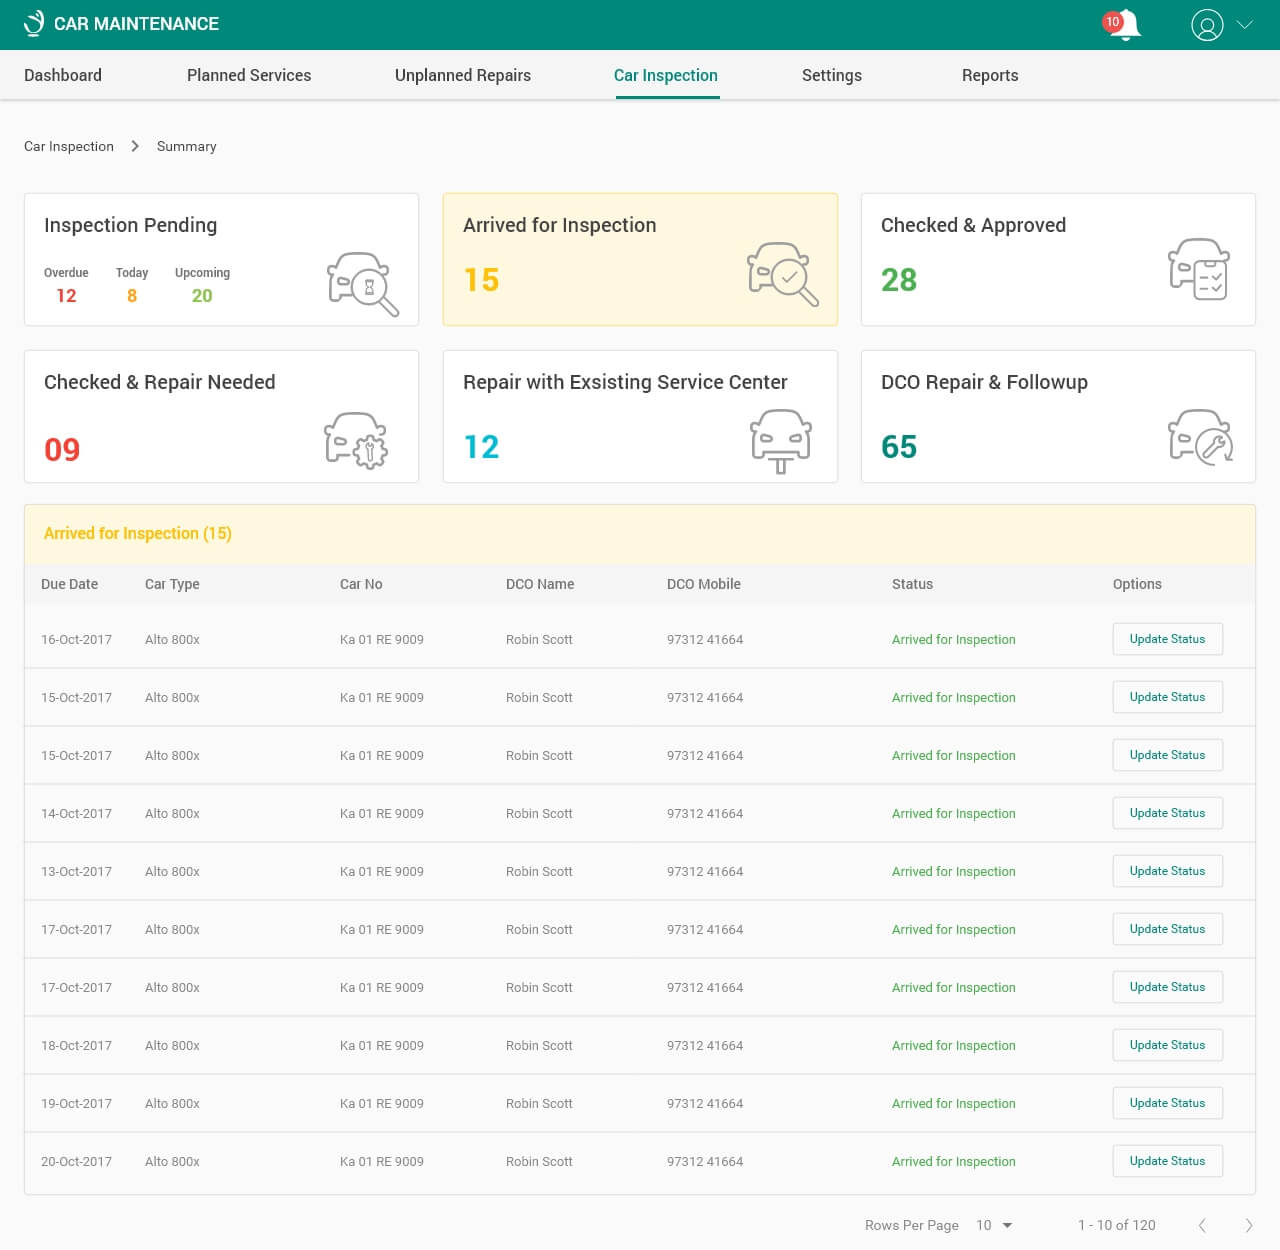 CAR MAINTENANCE
10
Dashboard Planned Services Unplanned Repairs Car Inspection Settings Reports
Car Inspection Summary
Inspection Pending
Overdue Today Upcoming
12 8 20
Arrived for Inspection
15
Checked & Approved
28
Checked & Repair Needed
09
Repair with Exsisting Service Center
12
DCO Repair & Followup
65
Arrived for Inspection (15)
Due Date Car Type Car No DCO Name DCO Mobile Status Options
16-Oct-2017 Alto 800x Ka 01 RE 9009 Robin Scott 97312 41664 Arrived for Inspection Update Status
15-Oct-2017 Alto 800x Ka 01 RE 9009 Robin Scott 97312 41664 Arrived for Inspection Update Status
15-Oct-2017 Alto 800x Ka 01 RE 9009 Robin Scott 97312 41664 Arrived for Inspection Update Status
14-Oct-2017 Alto 800x Ka 01 RE 9009 Robin Scott 97312 41664 Arrived for Inspection Update Status
13-Oct-2017 Alto 800x Ka 01 RE 9009 Robin Scott 97312 41664 Arrived for Inspection Update Status
17-Oct-2017 Alto 800x Ka 01 RE 9009 Robin Scott 97312 41664 Arrived for Inspection Update Status
17-Oct-2017 Alto 800x Ka 01 RE 9009 Robin Scott 97312 41664 Arrived for Inspection Update Status
18-Oct-2017 Alto 800x Ka 01 RE 9009 Robin Scott 97312 41664 Arrived for Inspection Update Status
19-Oct-2017 Alto 800x Ka 01 RE 9009 Robin Scott 97312 41664 Arrived for Inspection Update Status
20-Oct-2017 Alto 800x Ka 01 RE 9009 Robin Scott 97312 41664 Arrived for Inspection Update Status
Rows Per Page 10 1 - 10 of 120